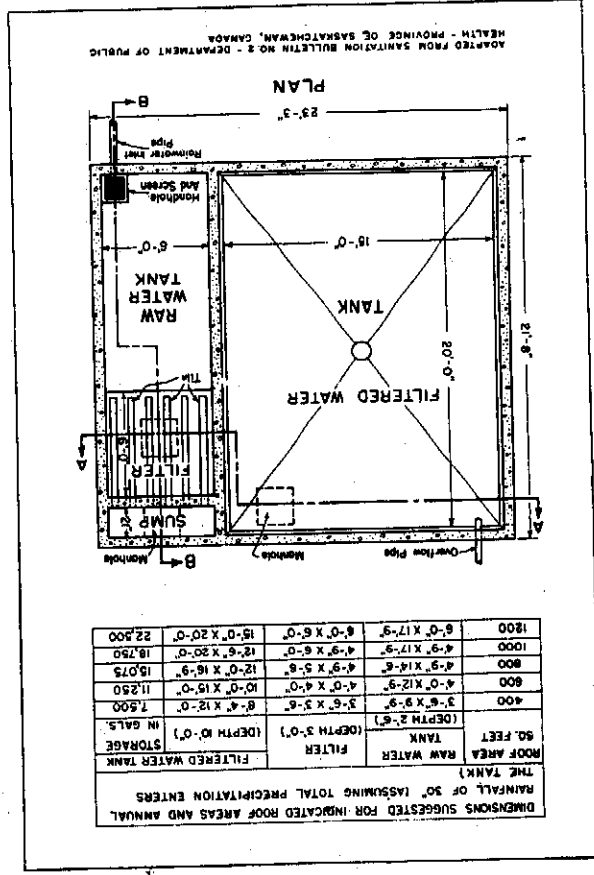 DIMENSIONS SUGGESTED FOR INDICATED ROOF AREAS AND ANNUAL
RAINFALL OF 30" (ASSUMING TOTAL PRECIPITATION ENTERS
THE TANK)
ROOF AREA SQ. FEET | RAW WATER TANK (DEPTH 2'-6") | FILTER (DEPTH 3'-0") | FILTERED WATER TANK (DEPTH 10'-0") | STORAGE IN GALS.
400 3'-6" X 9'-9" 3'-6" X 3'-6" 8'-4" X 12'-0" 7,500
600 4'-0" X12'-9" 4'-0" X 4'-0" 10'-0" X 15'-0" 11,250
800 4'-9" X14'-6" 4'-9" X 5'-6" 12'-0" X 16'-9" 15,075
1000 4'-9" X 17'-9" 4'-9" X 6'-0" 12'-6" X 20'-0" 18,750
1200 6'-0" X 17'-9" 6'-0" X 6'-0" 15'-0" X 20'-0" 22,500
Overflow Pipe
Manhole
B
Manhole
A
A
SUMP
FILTER
6'-0"
Tile
FILTERED WATER
TANK
20'-0"
21'-8"
15'-0"
RAW
WATER
TANK
6'-0"
Handhole
And Screen
Rainwater Inlet
Pipe
23'-3"
B
PLAN
ADAPTED FROM SANITATION BULLETIN NO. 2 - DEPARTMENT OF PUBLIC
HEALTH - PROVINCE OF SASKATCHEWAN, CANADA